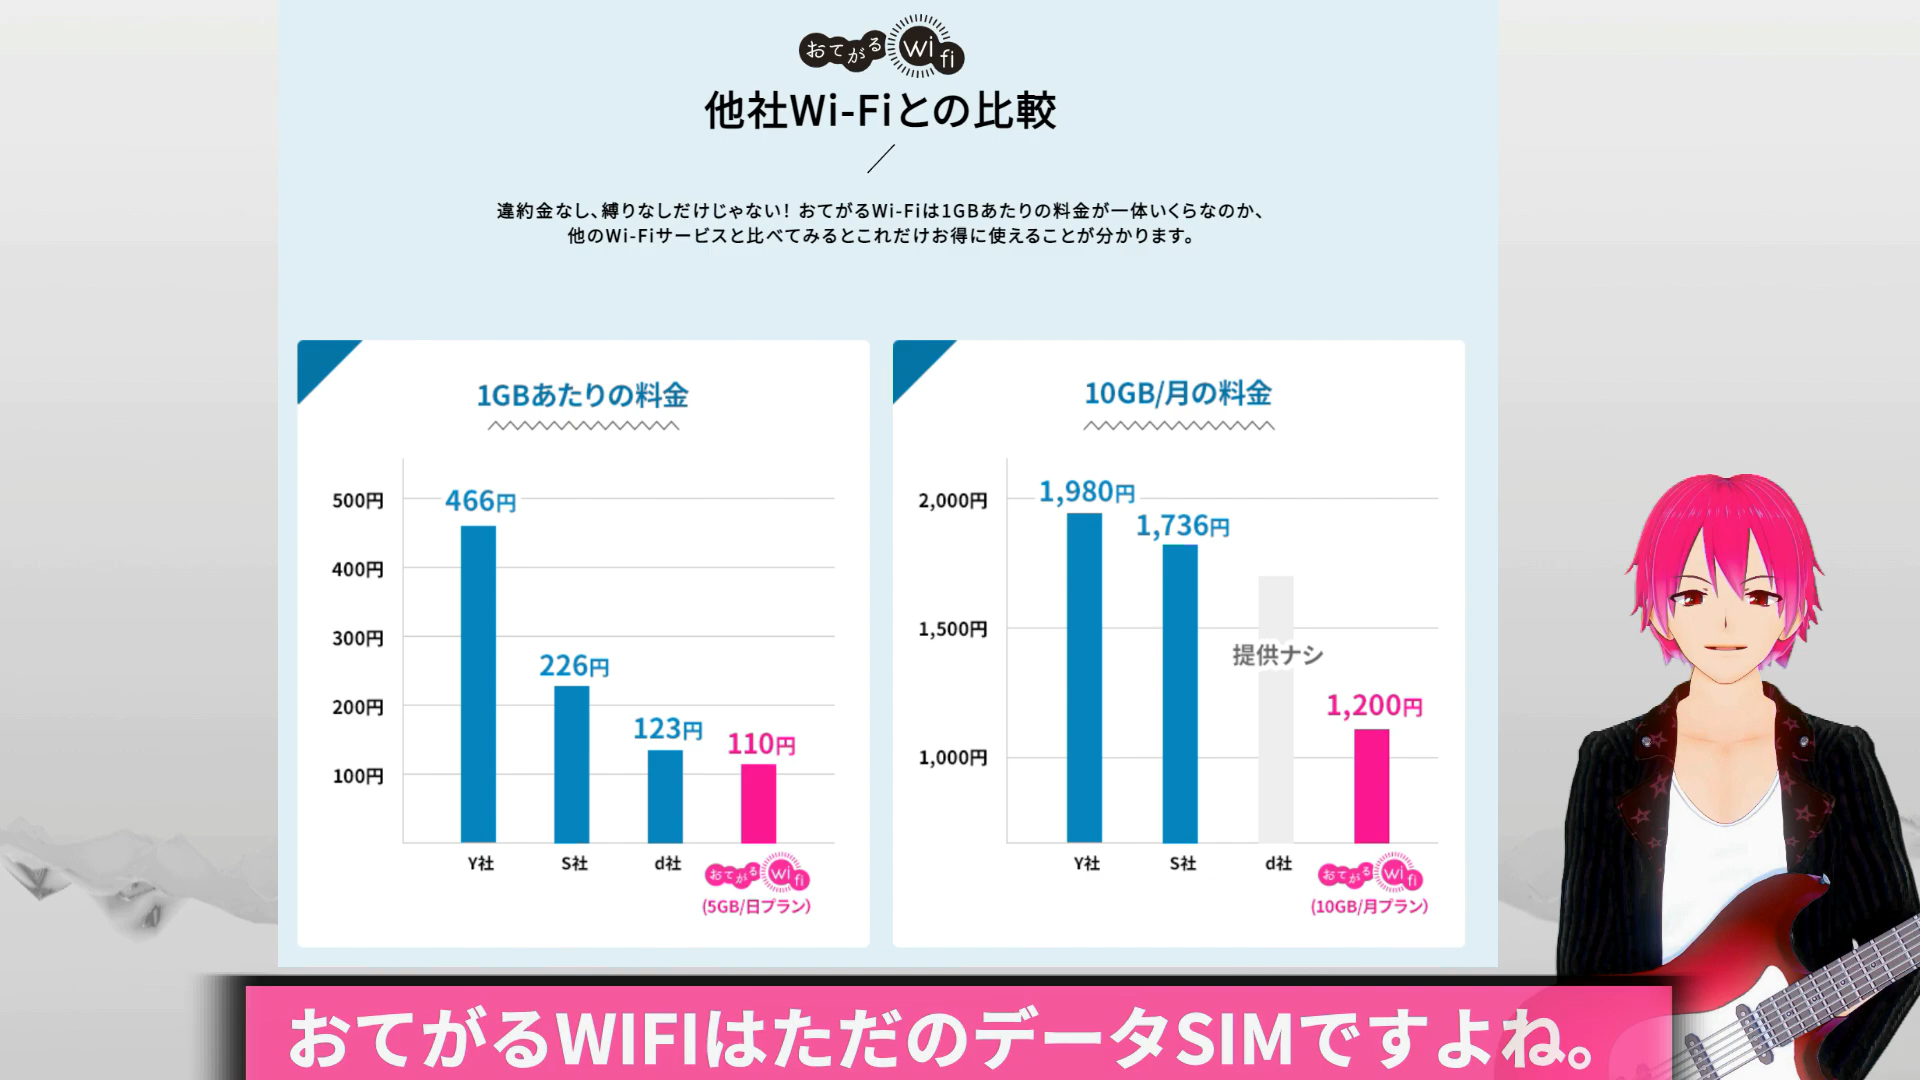 おてがるWifi
他社Wi-Fiとの比較
違約金なし、縛りなしだけじゃない！おてがるWi-Fiは1GBあたりの料金が一体いくらなのか、
他のWi-Fiサービスと比べてみるとこれだけお得に使えることが分かります。
1GBあたりの料金
500円
400円
300円
200円
100円
466円
226円
123円
110円
Y社
S社
d社
おてがるWifi
(5GB/日プラン)
10GB/月の料金
2,000円
1,500円
1,000円
1,980円
1,736円
提供ナシ
1,200円
Y社
S社
d社
おてがるWifi
(10GB/月プラン)
おてがるWIFIはただのデータSIMですよね。